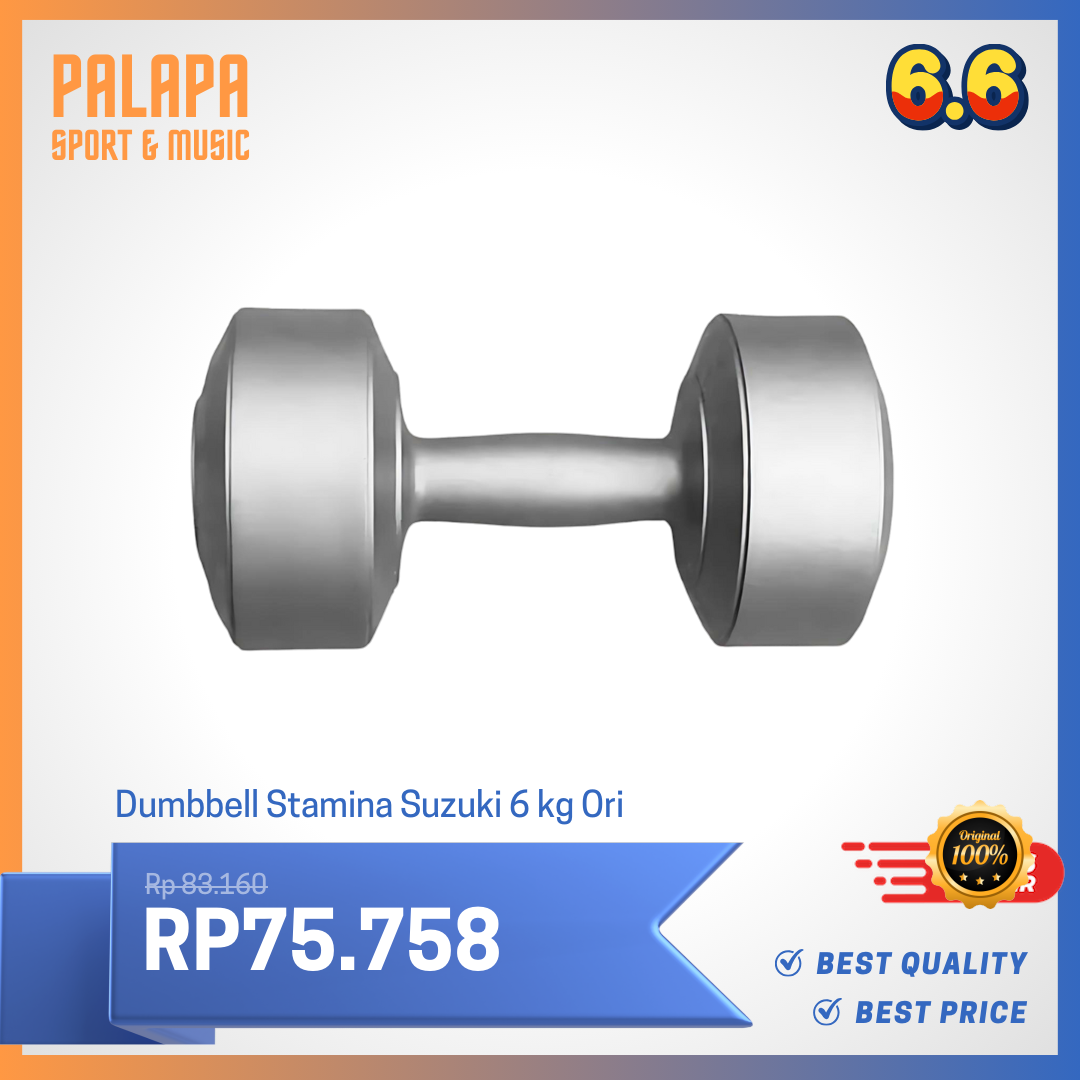 PALAPA
SPORT & MUSIC
6.6
Dumbbell Stamina Suzuki 6 kg Ori
Rp 83.160
RP75.758
Original
100%
BEST QUALITY
BEST PRICE